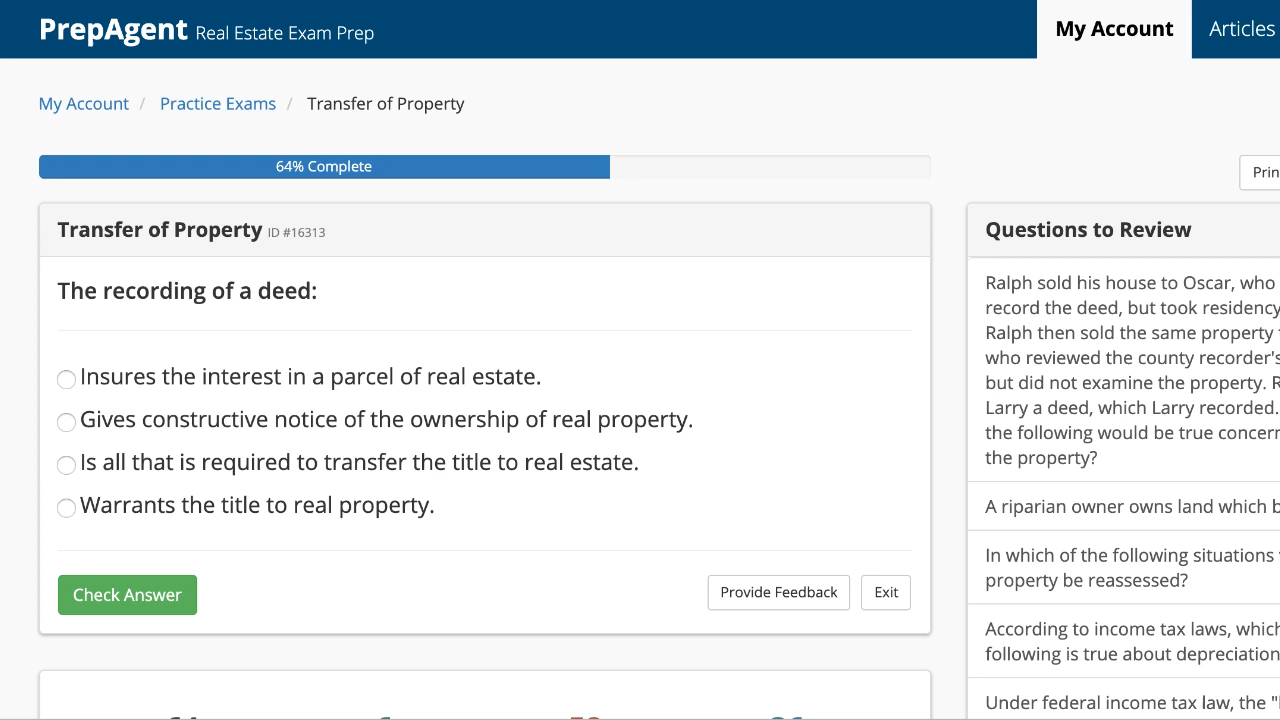 PrepAgent Real Estate Exam Prep
My Account
Articles
My Account / Practice Exams / Transfer of Property
64% Complete
Prin
Transfer of Property ID #16313
The recording of a deed:
Insures the interest in a parcel of real estate.
Gives constructive notice of the ownership of real property.
Is all that is required to transfer the title to real estate.
Warrants the title to real property.
Check Answer
Provide Feedback
Exit
Questions to Review
Ralph sold his house to Oscar, who
record the deed, but took residency
Ralph then sold the same property
who reviewed the county recorder's
but did not examine the property. R
Larry a deed, which Larry recorded.
the following would be true concern
the property?
A riparian owner owns land which b
In which of the following situations
property be reassessed?
According to income tax laws, which
following is true about depreciation
Under federal income tax law, the "